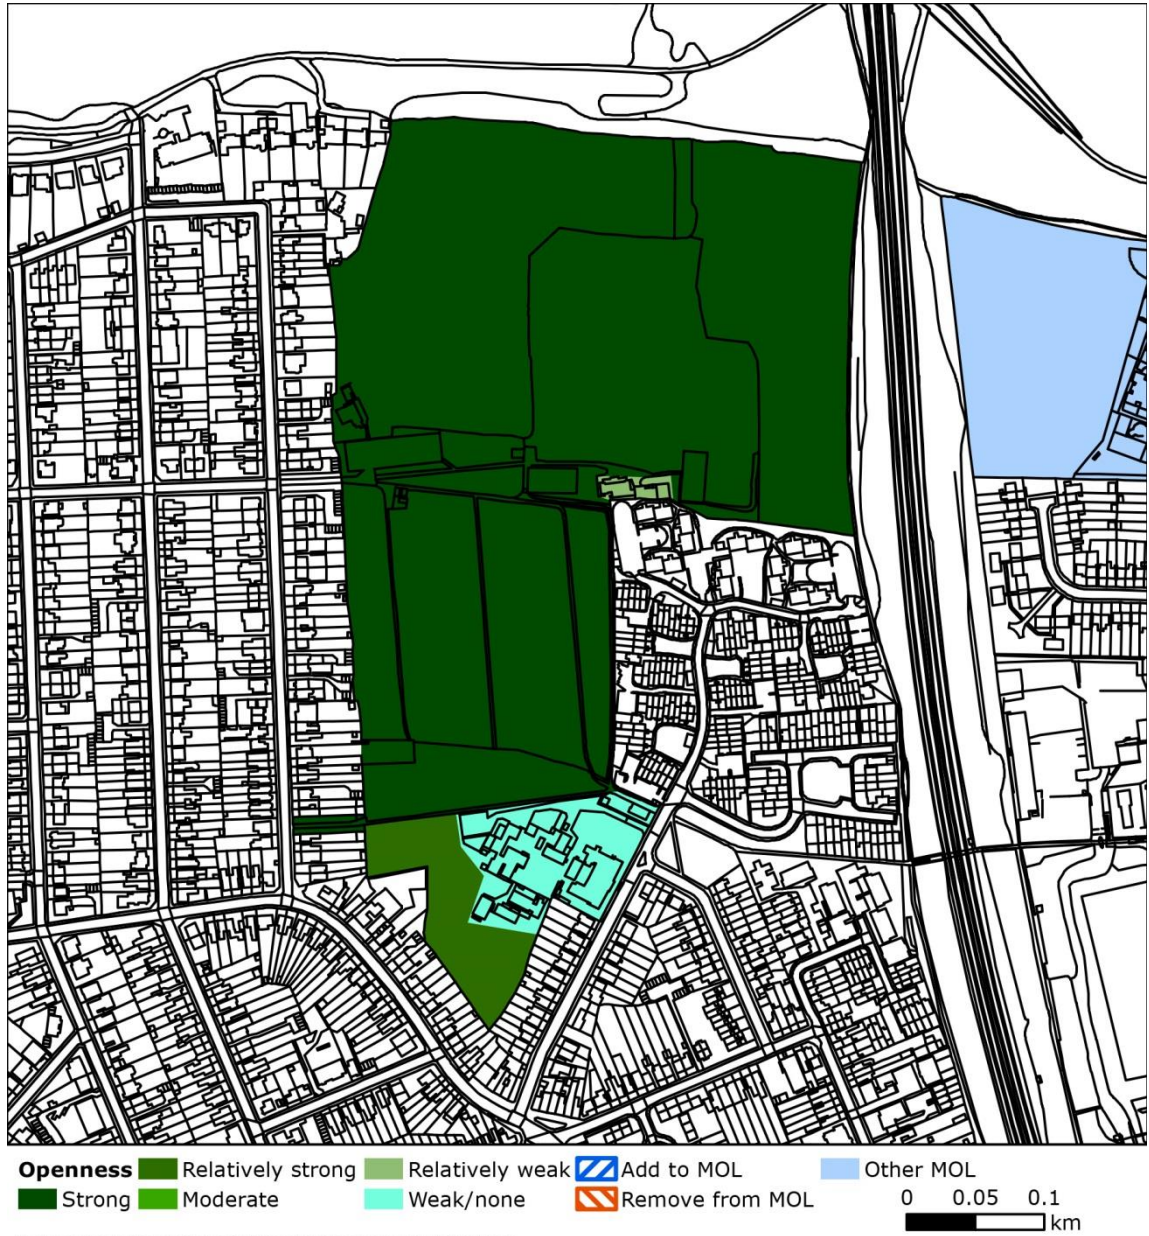 Openness Relatively strong Relatively weak Add to MOL Other MOL
Strong Moderate Weak/none Remove from MOL
0 0.05 0.1
km